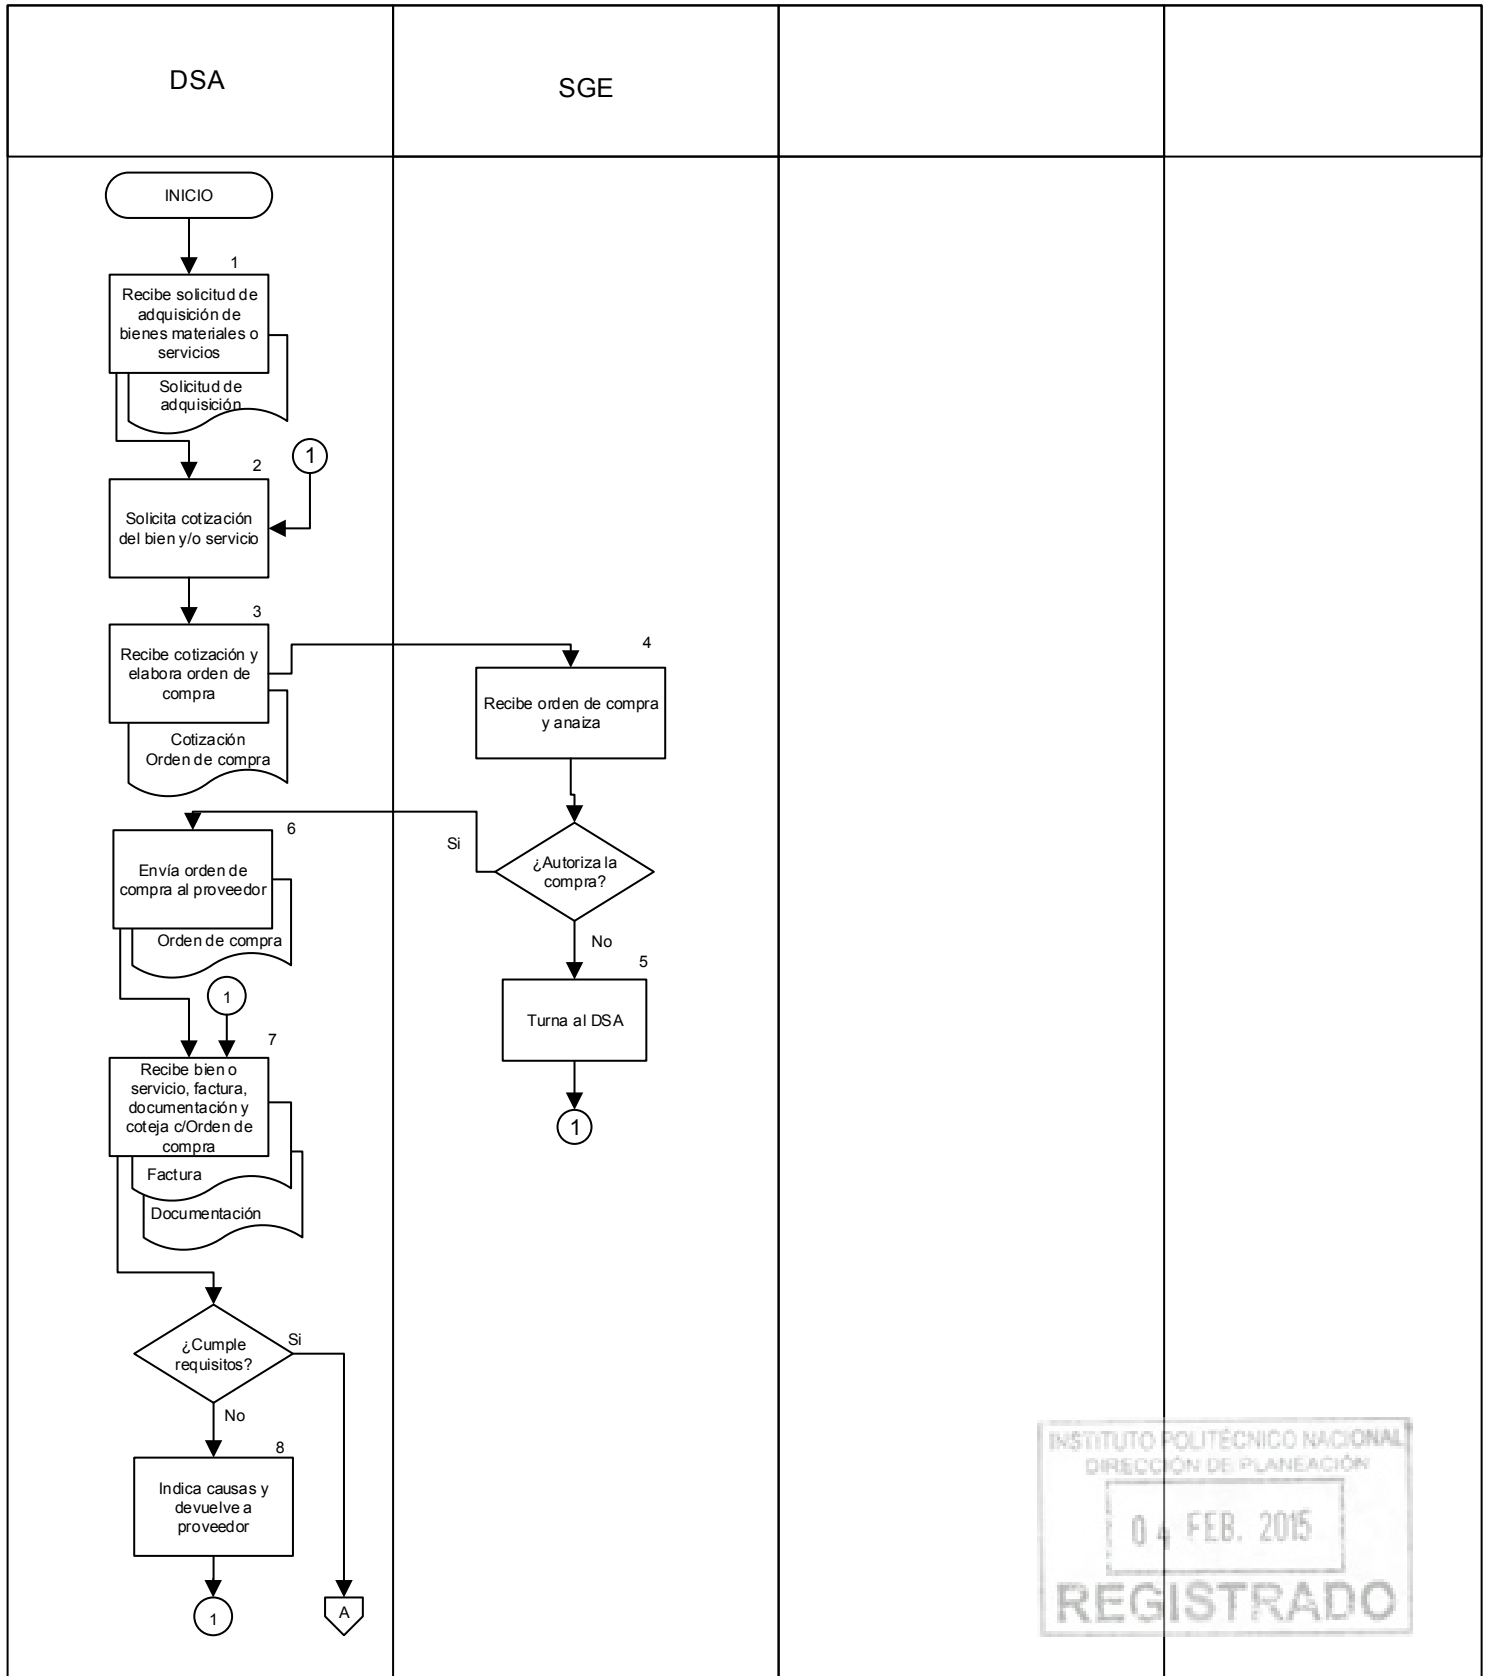 DSA
SGE
INICIO
1
Recibe solicitud de
adquisición de
bienes materiales o
servicios
Solicitud de
adquisición
2
1
Solicita cotización
del bien y/o servicio
3
Recibe cotización y
elabora orden de
compra
Cotización
Orden de compra
4
Recibe orden de compra
y anaiza
¿Autoriza la
compra?
Si
No
5
Turna al DSA
1
6
Envía orden de
compra al proveedor
Orden de compra
1
7
Recibe bien o
servicio, factura,
documentación y
coteja c/Orden de
compra
Factura
Documentación
¿Cumple
requisitos?
Si
No
8
Indica causas y
devuelve a
proveedor
1
A
INSTITUTO POLITÉCNICO NACIONAL
DIRECCIÓN DE PLANEACIÓN
04 FEB. 2015
REGISTRADO